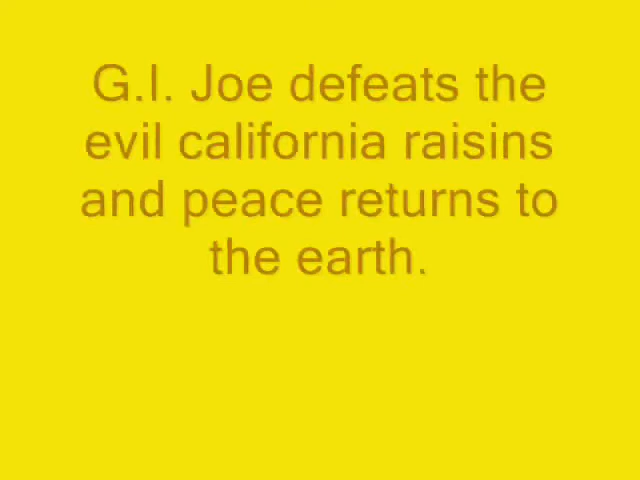 G.I. Joe defeats the
evil california raisins
and peace returns to
the earth.